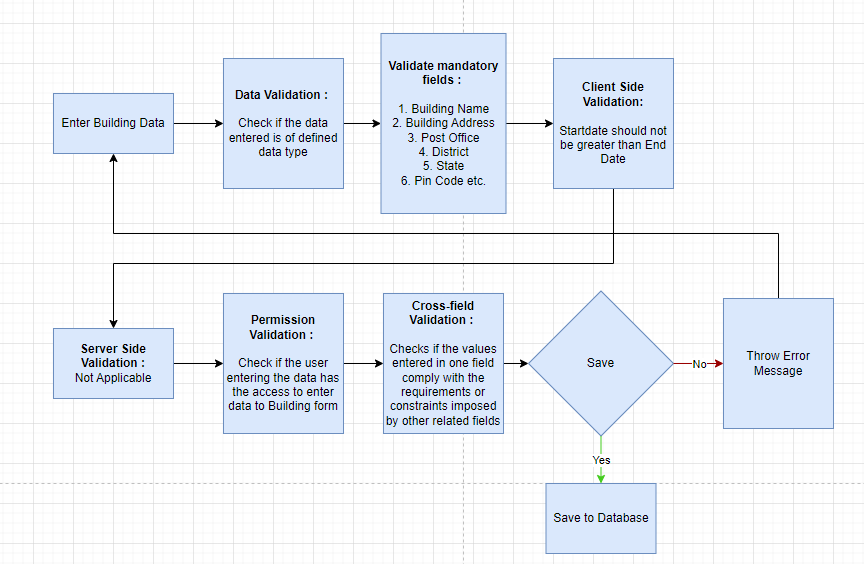 Enter Building Data
Data Validation :
Check if the data
entered is of defined
data type
Validate mandatory
fields :
1. Building Name
2. Building Address
3. Post Office
4. District
5. State
6. Pin Code etc.
Client Side
Validation:
Startdate should not
be greater than End
Date
Server Side
Validation :
Not Applicable
Permission
Validation :
Check if the user
entering the data has
the access to enter
data to Building form
Cross-field
Validation :
Checks if the values
entered in one field
comply with the
requirements or
constraints imposed
by other related fields
Save
No
Throw Error
Message
Yes
Save to Database